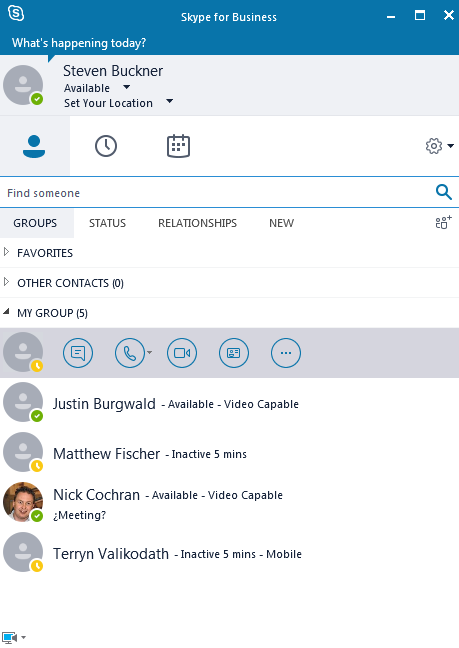 Skype for Business
What's happening today?
Steven Buckner
Available
Set Your Location
Find someone
GROUPS STATUS RELATIONSHIPS NEW
FAVORITES
OTHER CONTACTS (0)
MY GROUP (5)
Justin Burgwald - Available - Video Capable
Matthew Fischer - Inactive 5 mins
Nick Cochran - Available - Video Capable
¿Meeting?
Terryn Valikodath - Inactive 5 mins - Mobile